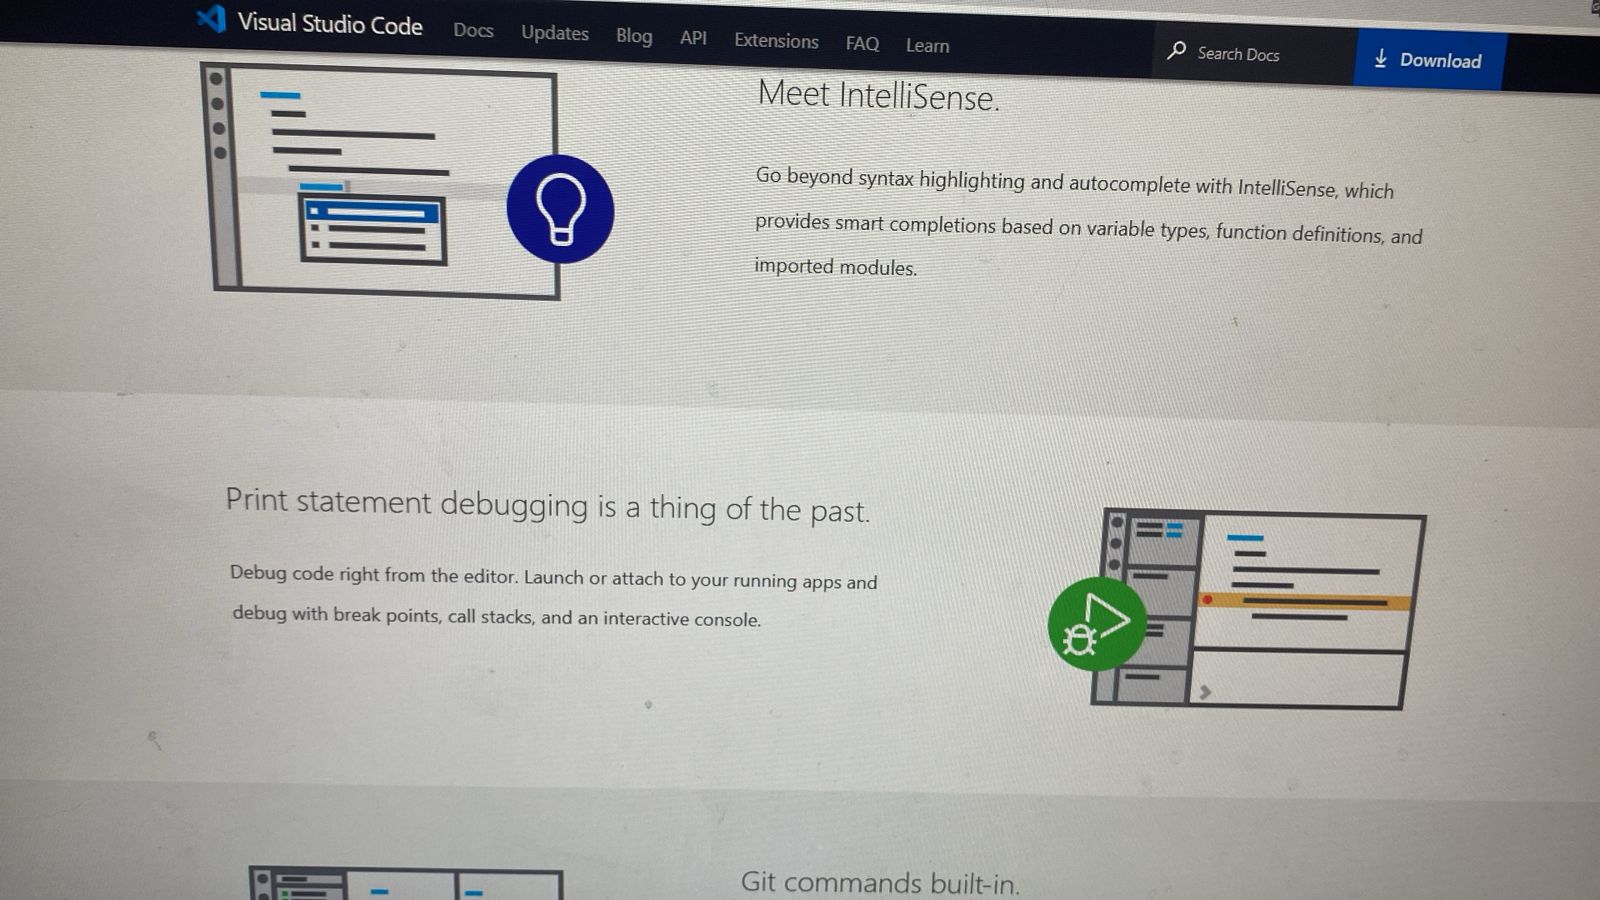 Visual Studio Code Docs Updates Blog API Extensions FAQ Learn Search Docs Download
Meet IntelliSense.
Go beyond syntax highlighting and autocomplete with IntelliSense, which
provides smart completions based on variable types, function definitions, and
imported modules.
Print statement debugging is a thing of the past.
Debug code right from the editor. Launch or attach to your running apps and
debug with break points, call stacks, and an interactive console.
Git commands built-in.